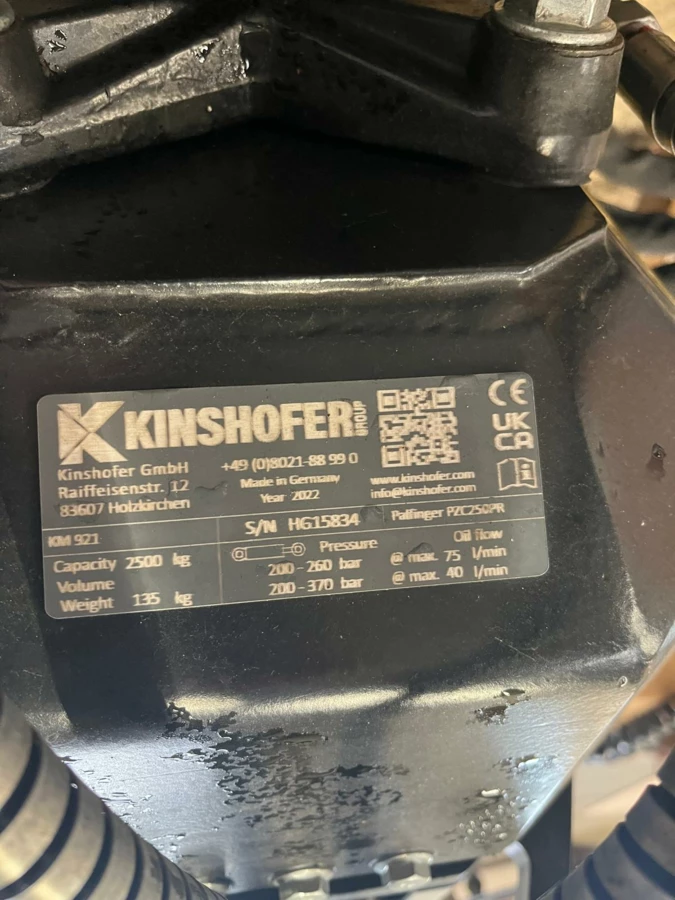 KINSHOFER GROUP
CE
UK
CA
Kinshofer GmbH
Raiffeisenstr. 12
83607 Holzkirchen
+49 (0)8021-88 99 0
Made in Germany
Year 2022
www.kinshofer.com
info@kinshofer.com
KM 921
S/N HG15834
Palfinger PZC250PR
Capacity 2500 kg
Volume
Weight 135 kg
Pressure
Oil flow
200 - 260 bar @ max. 75 l/min
200 - 370 bar @ max. 40 l/min